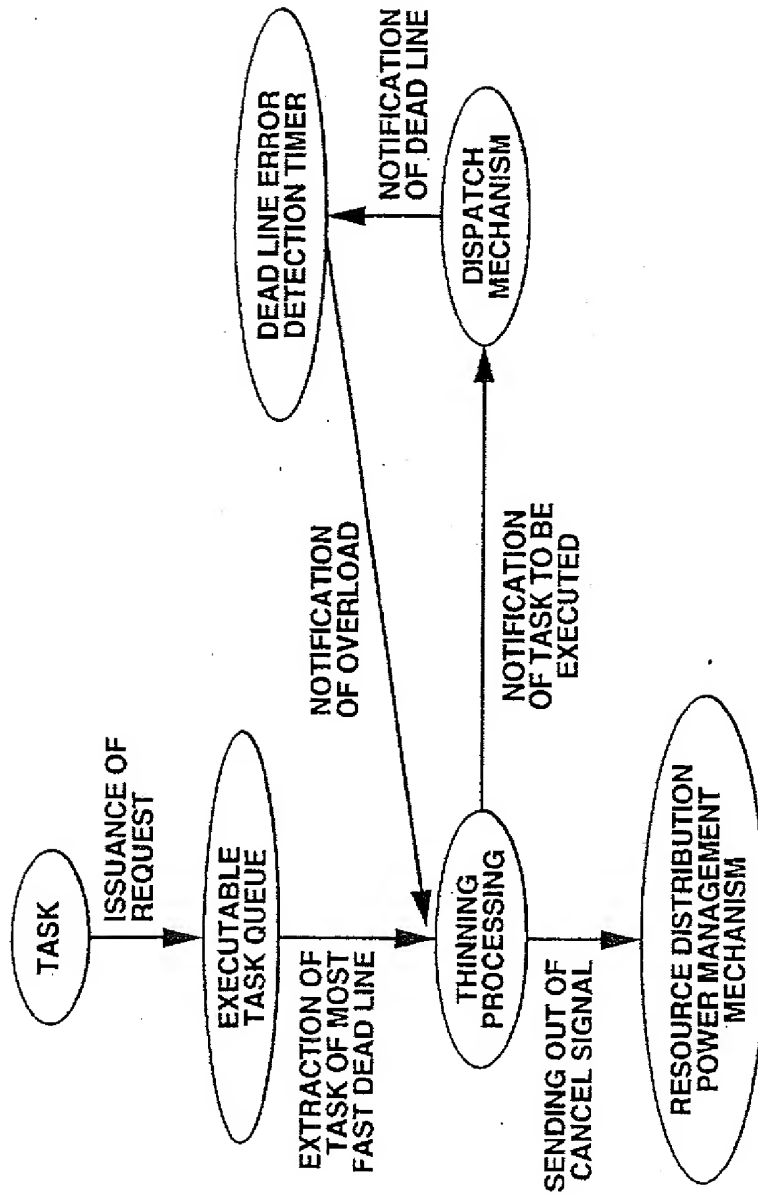 TASK
ISSUANCE OF
REQUEST
EXECUTABLE
TASK QUEUE
EXTRACTION OF
TASK OF MOST
FAST DEAD LINE
THINNING
PROCESSING
SENDING OUT OF
CANCEL SIGNAL
RESOURCE DISTRIBUTION
POWER MANAGEMENT
MECHANISM
NOTIFICATION
OF OVERLOAD
NOTIFICATION
OF TASK TO BE
EXECUTED
DEAD LINE ERROR
DETECTION TIMER
NOTIFICATION
OF DEAD LINE
DISPATCH
MECHANISM